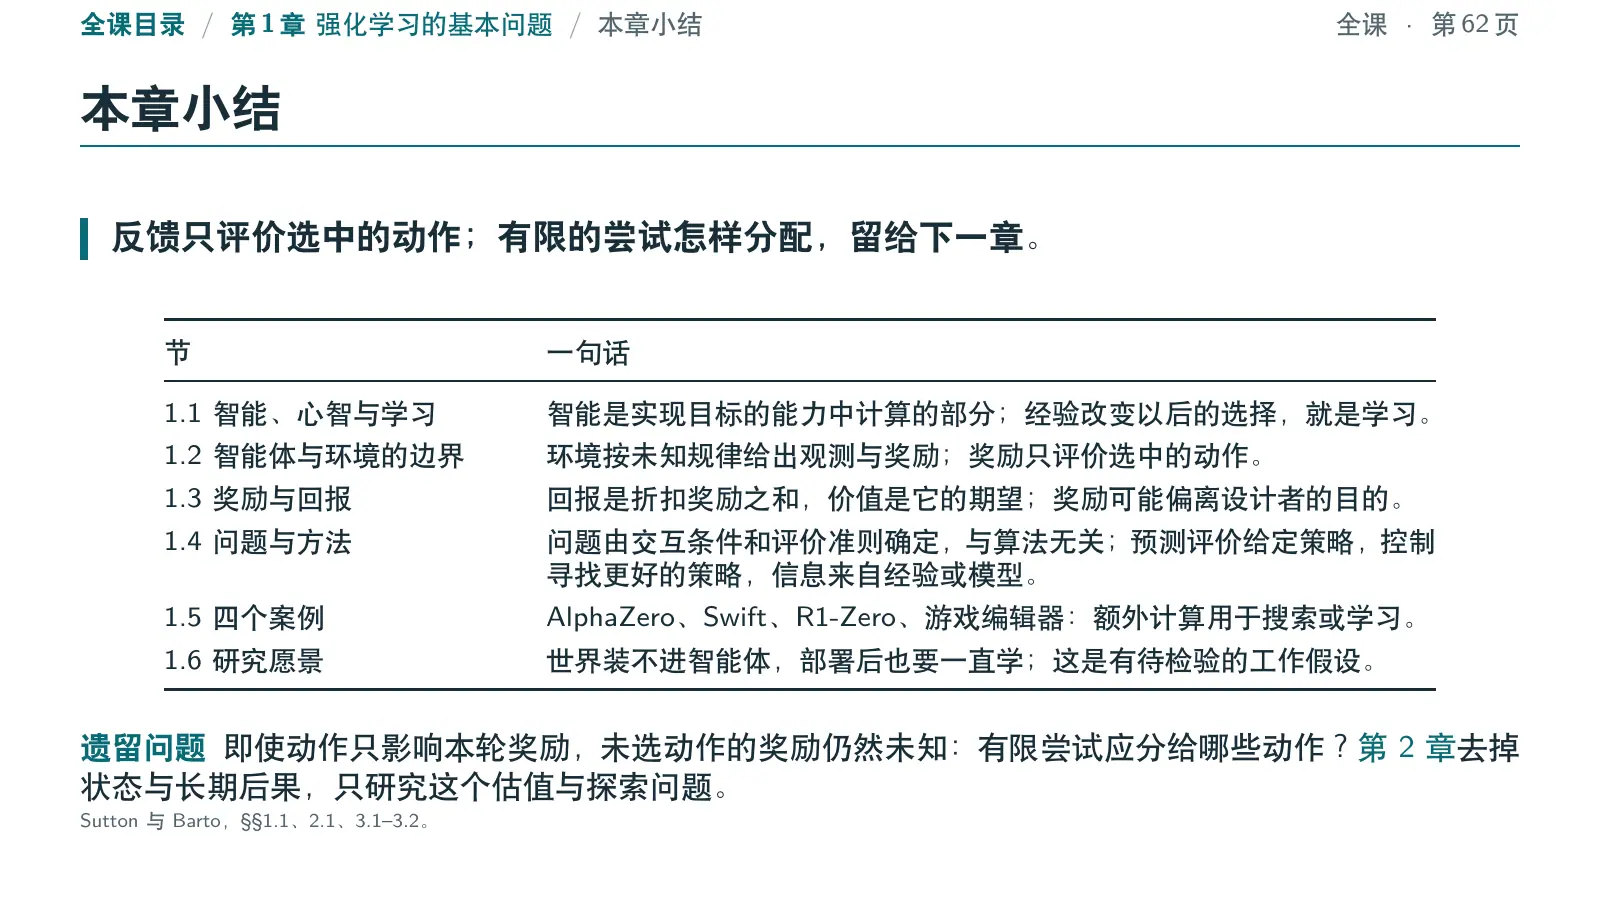 全课目录 / 第 1 章 强化学习的基本问题 / 本章小结
全课 · 第 62 页
本章小结
反馈只评价选中的动作；有限的尝试怎样分配，留给下一章。
节 一句话
1.1 智能、心智与学习 智能是实现目标的能力中计算的部分；经验改变以后的选择，就是学习。
1.2 智能体与环境的边界 环境按未知规律给出观测与奖励；奖励只评价选中的动作。
1.3 奖励与回报 回报是折扣奖励之和，价值是它的期望；奖励可能偏离设计者的目的。
1.4 问题与方法 问题由交互条件和评价准则确定，与算法无关；预测评价给定策略，控制
寻找更好的策略，信息来自经验或模型。
1.5 四个案例 AlphaZero、Swift、R1-Zero、游戏编辑器：额外计算用于搜索或学习。
1.6 研究愿景 世界装不进智能体，部署后也要一直学；这是有待检验的工作假设。
遗留问题 即使动作只影响本轮奖励，未选动作的奖励仍然未知：有限尝试应分给哪些动作？第 2 章去掉
状态与长期后果，只研究这个估值与探索问题。
Sutton 与 Barto，§§1.1、2.1、3.1–3.2。